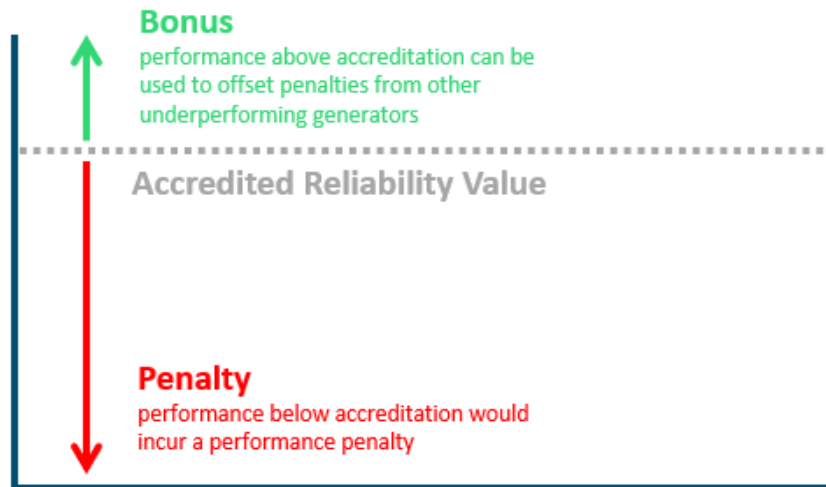 Bonus
performance above accreditation can be
used to offset penalties from other
underperforming generators
Accredited Reliability Value
Penalty
performance below accreditation would
incur a performance penalty